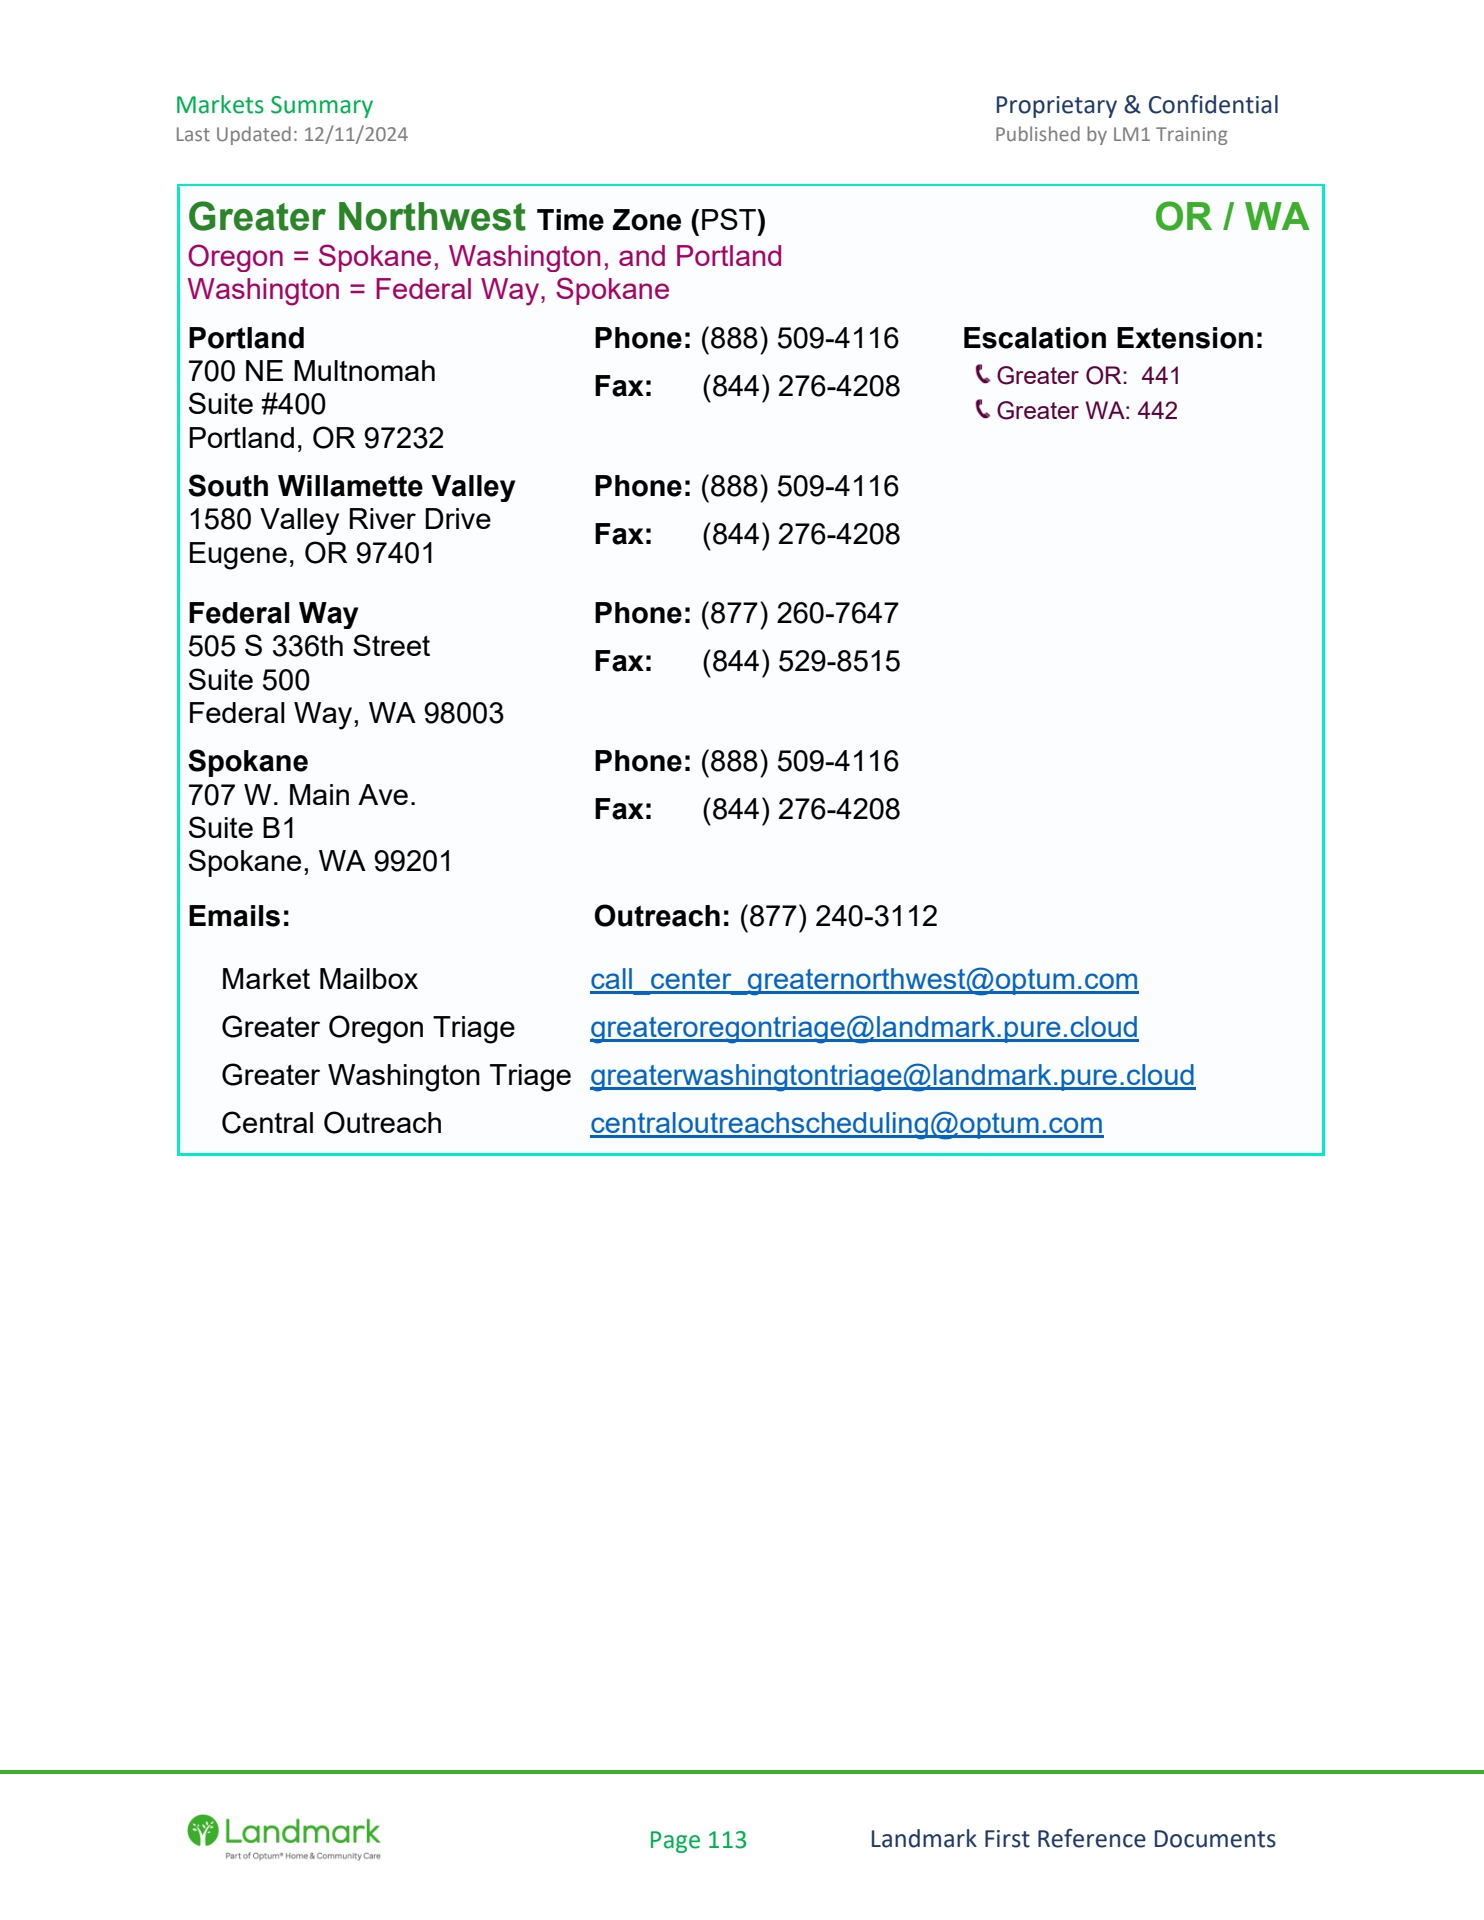 Markets Summary
Proprietary & Confidential
Last Updated: 12/11/2024
Published by LM1 Training
Greater Northwest Time Zone (PST)
OR / WA
Oregon = Spokane, Washington, and Portland
Washington = Federal Way, Spokane
Portland
700 NE Multnomah
Suite #400
Portland, OR 97232
Phone: (888) 509-4116
Fax: (844) 276-4208
Escalation Extension:
Greater OR: 441
Greater WA: 442
South Willamette Valley
1580 Valley River Drive
Eugene, OR 97401
Phone: (888) 509-4116
Fax: (844) 276-4208
Federal Way
505 S 336th Street
Suite 500
Federal Way, WA 98003
Phone: (877) 260-7647
Fax: (844) 529-8515
Spokane
707 W. Main Ave.
Suite B1
Spokane, WA 99201
Phone: (888) 509-4116
Fax: (844) 276-4208
Emails:
Outreach: (877) 240-3112
Market Mailbox call_center_greaternorthwest@optum.com
Greater Oregon Triage greateroregontriage@landmark.pure.cloud
Greater Washington Triage greaterwashingtontriage@landmark.pure.cloud
Central Outreach centraloutreachscheduling@optum.com
Landmark
Part of Optum® Home & Community Care
Page 113
Landmark First Reference Documents